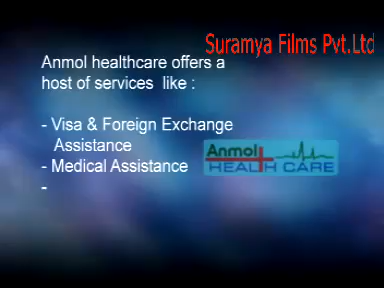 Suramya Films Pvt.Ltd
Anmol healthcare offers a
host of services like :
- Visa & Foreign Exchange
Assistance
- Medical Assistance
-
Anmol
HEALTH CARE